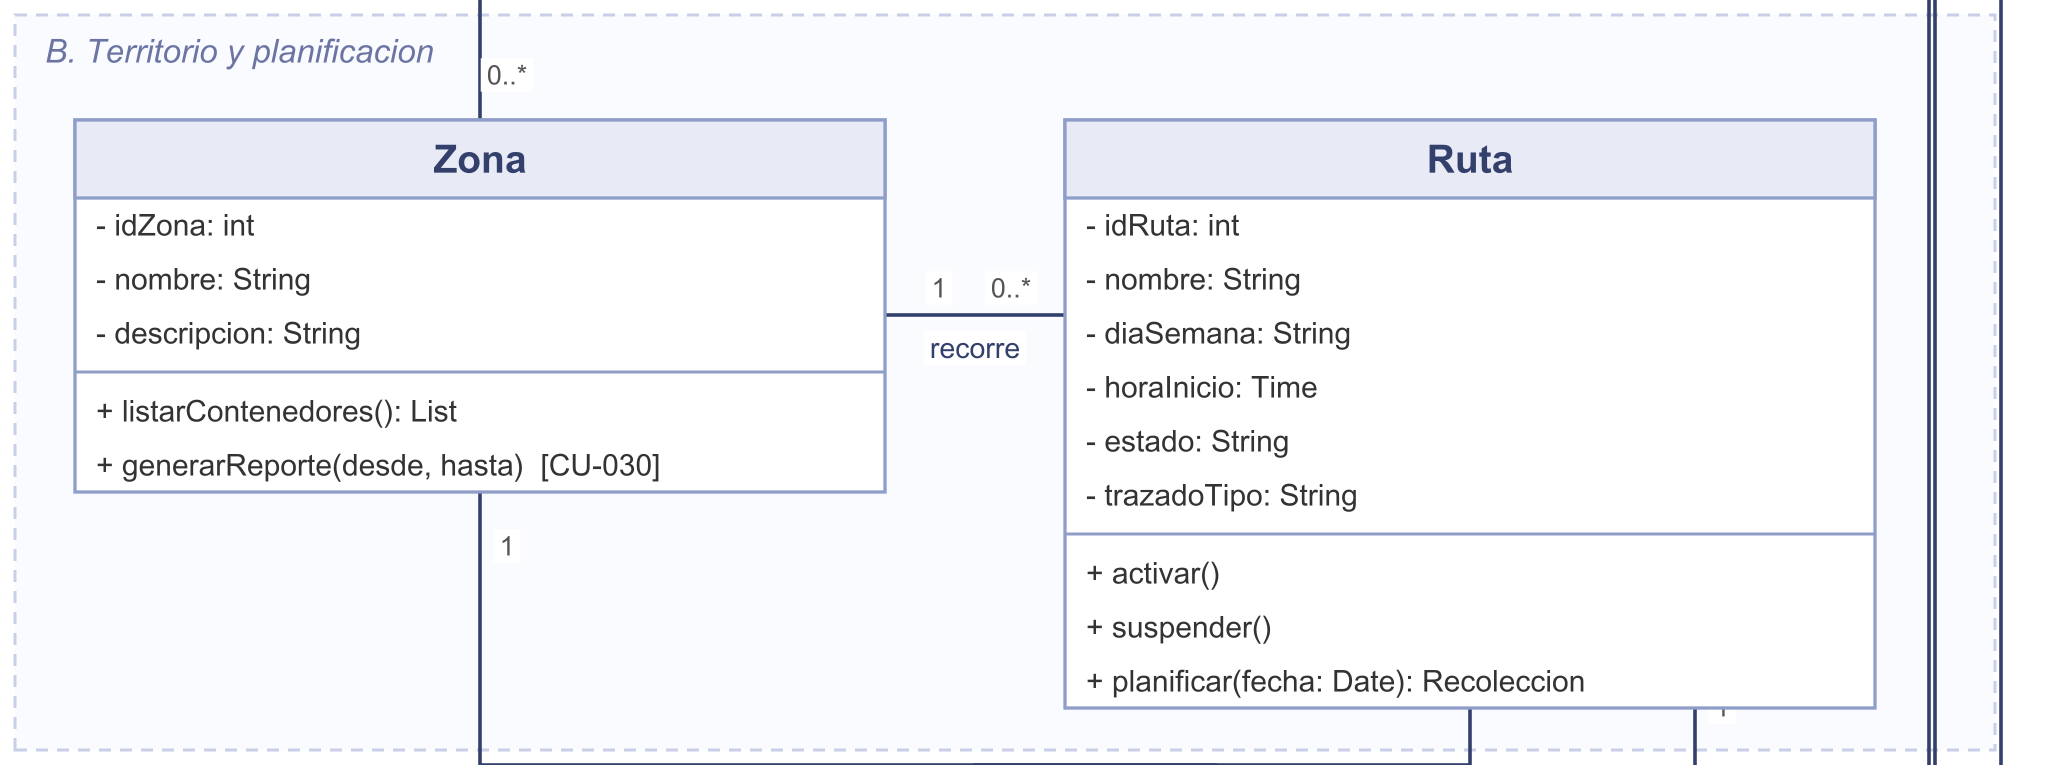 B. Territorio y planificacion
0..*
Zona
- idZona: int
- nombre: String
- descripcion: String
+ listarContenedores(): List
+ generarReporte(desde, hasta)  [CU-030]
1
1
0..*
recorre
Ruta
- idRuta: int
- nombre: String
- diaSemana: String
- horaInicio: Time
- estado: String
- trazadoTipo: String
+ activar()
+ suspender()
+ planificar(fecha: Date): Recoleccion